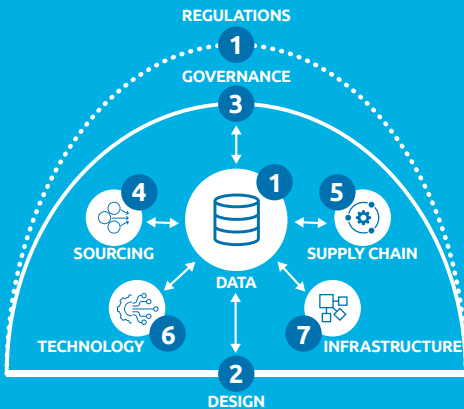 REGULATIONS
1
GOVERNANCE
3
4
1
5
SOURCING
SUPPLY CHAIN
DATA
TECHNOLOGY
6
7
INFRASTRUCTURE
2
DESIGN